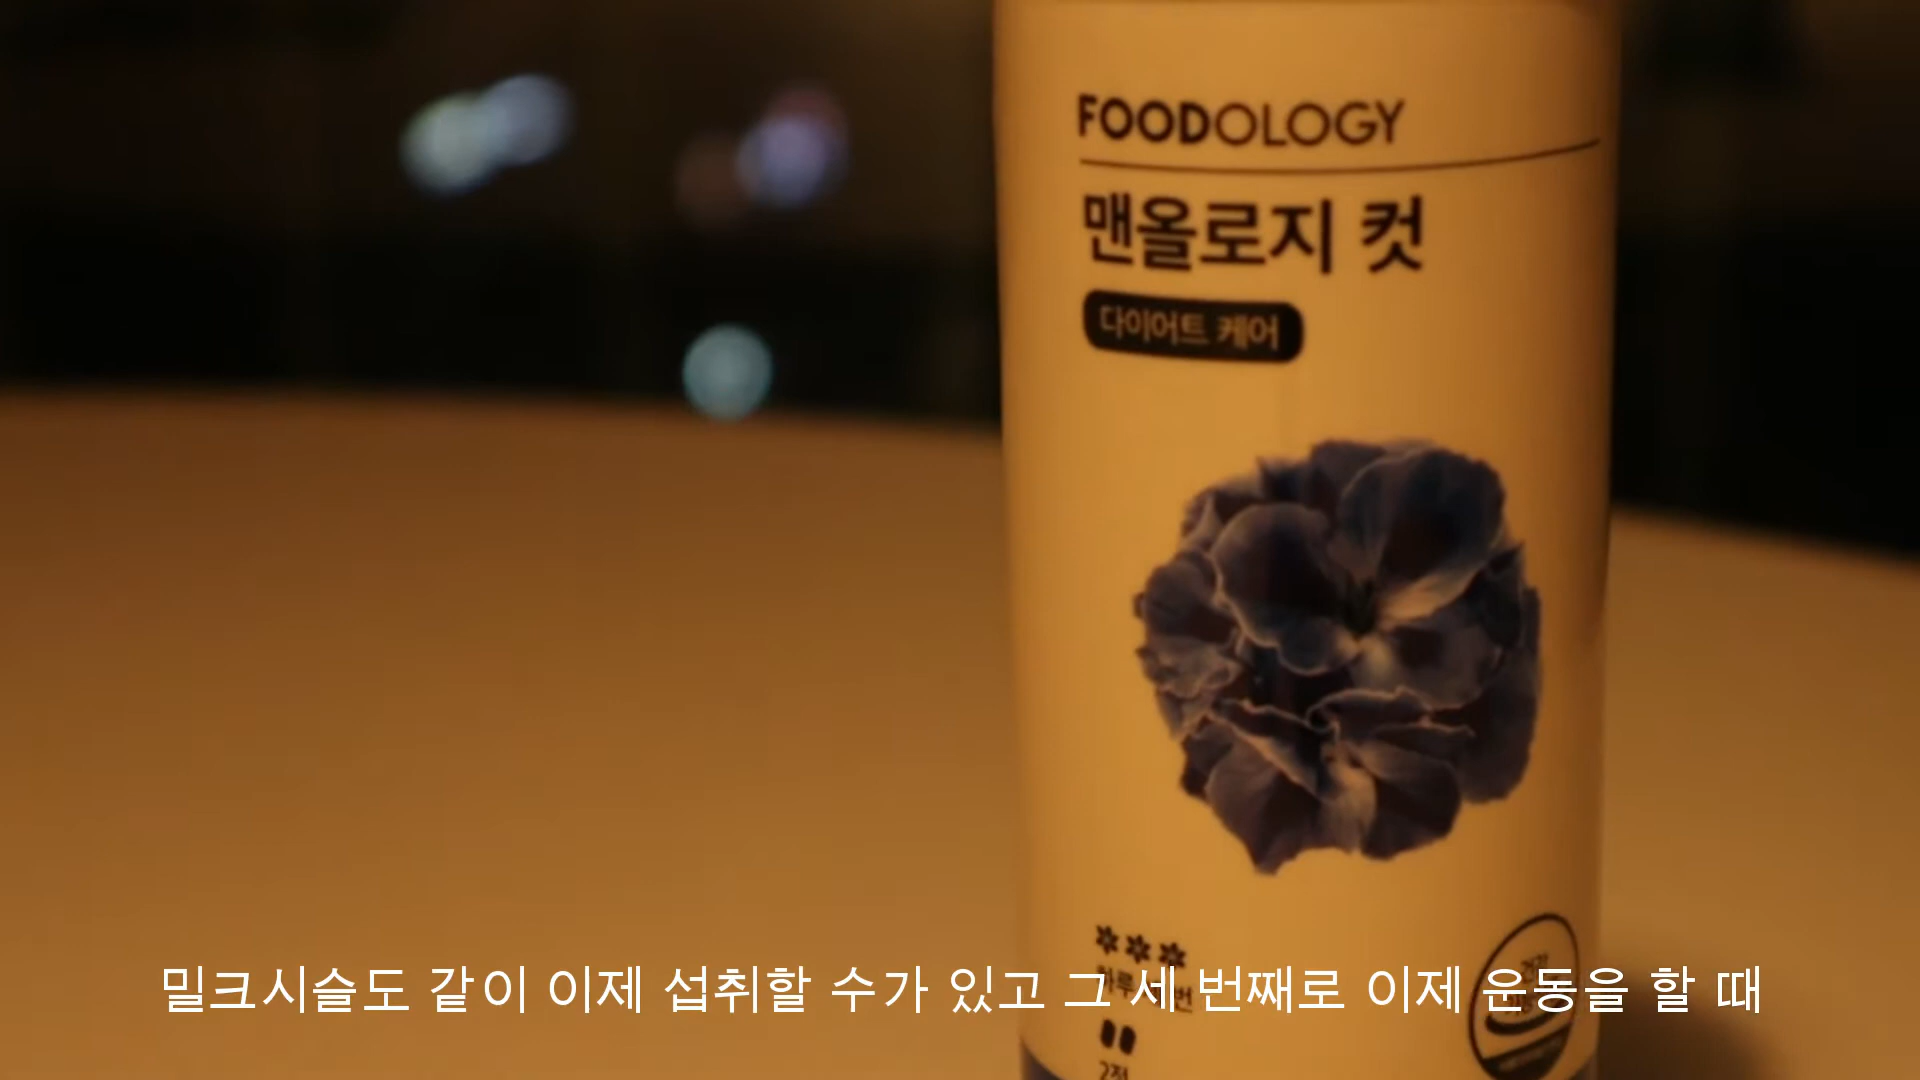 FOODOLOGY
맨올로지 컷
다이어트 케어
밀크시슬도 같이 이제 섭취할 수가 있고 그 세 번째로 이제 운동을 할 때
2정